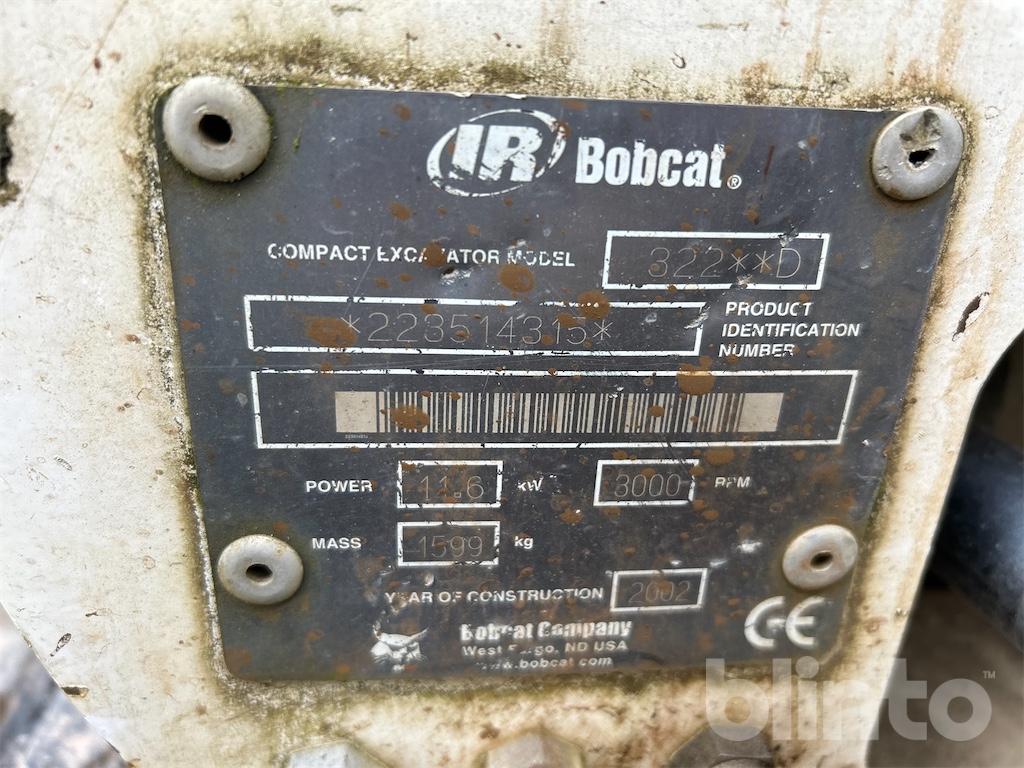 IR Bobcat®
COMPACT EXCAVATOR MODEL 322**D
*223514315*
PRODUCT
IDENTIFICATION
NUMBER
POWER 11.6 kW 3000 RPM
MASS 1599 kg
YEAR OF CONSTRUCTION 2002
Bobcat Company
West Fargo, ND USA
www.bobcat.com
CE
blinto™